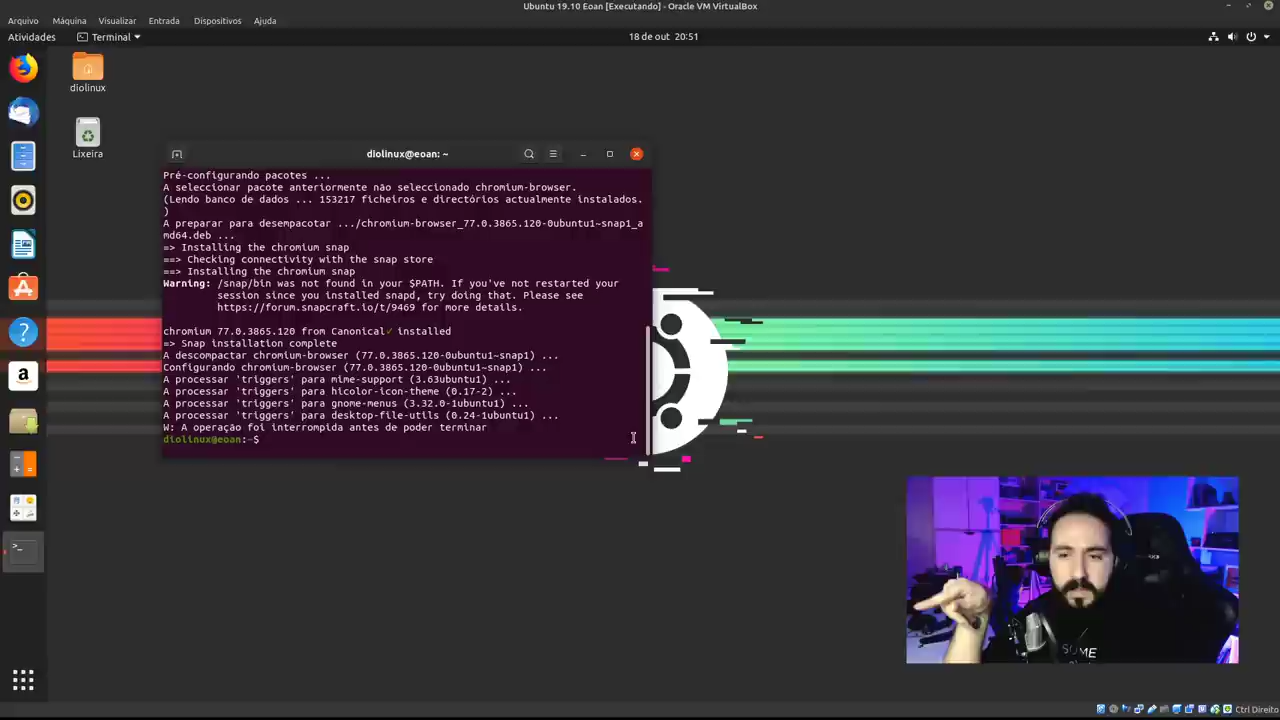 Ubuntu 19.10 Eoan [Executando] - Oracle VM VirtualBox
Arquivo Máquina Visualizar Entrada Dispositivos Ajuda
Atividades Terminal 18 de out 20:51
diolinux
Lixeira
diolinux@eoan: ~
Pré-configurando pacotes ...
A seleccionar pacote anteriormente não seleccionado chromium-browser.
(Lendo banco de dados ... 153217 ficheiros e directórios actualmente instalados.
)
A preparar para desempacotar .../chromium-browser_77.0.3865.120-0ubuntu1~snap1_a
md64.deb ...
=> Installing the chromium snap
==> Checking connectivity with the snap store
==> Installing the chromium snap
Warning: /snap/bin was not found in your $PATH. If you've not restarted your
session since you installed snapd, try doing that. Please see
https://forum.snapcraft.io/t/9469 for more details.
chromium 77.0.3865.120 from Canonical✓ installed
=> Snap installation complete
A descompactar chromium-browser (77.0.3865.120-0ubuntu1~snap1) ...
Configurando chromium-browser (77.0.3865.120-0ubuntu1~snap1) ...
A processar 'triggers' para mime-support (3.63ubuntu1) ...
A processar 'triggers' para hicolor-icon-theme (0.17-2) ...
A processar 'triggers' para gnome-menus (3.32.0-1ubuntu1) ...
A processar 'triggers' para desktop-file-utils (0.24-1ubuntu1) ...
W: A operação foi interrompida antes de poder terminar
diolinux@eoan:~$
SOME
Ctrl Direito